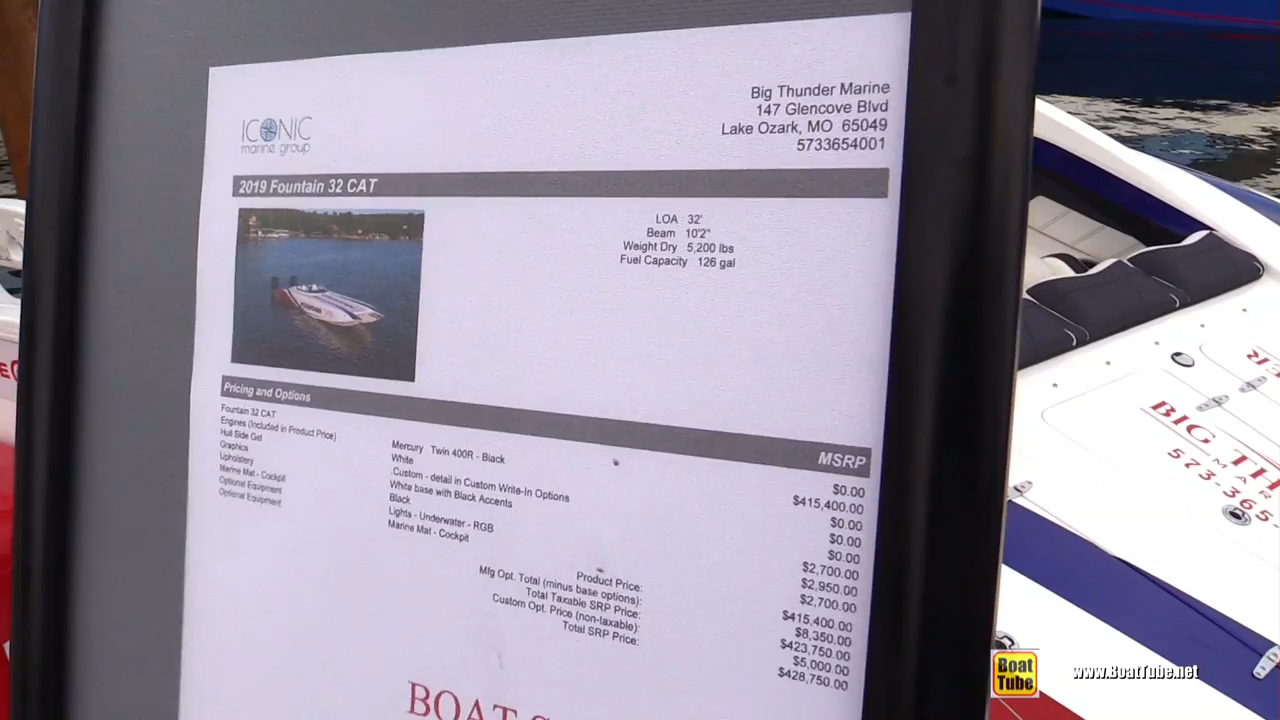 ICONIC
marine group
Big Thunder Marine
147 Glencove Blvd
Lake Ozark, MO 65049
5733654001
2019 Fountain 32 CAT
LOA 32'
Beam 10'2"
Weight Dry 5,200 lbs
Fuel Capacity 126 gal
Pricing and Options
MSRP
Fountain 32 CAT
Engines (Included in Product Price)
Hull Side Gel
Graphics
Upholstery
Marine Mat - Cockpit
Optional Equipment
Optional Equipment
Mercury Twin 400R - Black
White
.Custom - detail in Custom Write-In Options
White base with Black Accents
Black
Lights - Underwater - RGB
Marine Mat - Cockpit
$0.00
$415,400.00
$0.00
$0.00
$0.00
$2,700.00
$2,950.00
$2,700.00
Product Price: $415,400.00
Mfg Opt. Total (minus base options): $8,350.00
Total Taxable SRP Price: $423,750.00
Custom Opt. Price (non-taxable): $5,000.00
Total SRP Price: $428,750.00
BOAT
BIG TH
MAR
573-365-
ER
Boat
Tube
www.BoatTube.net